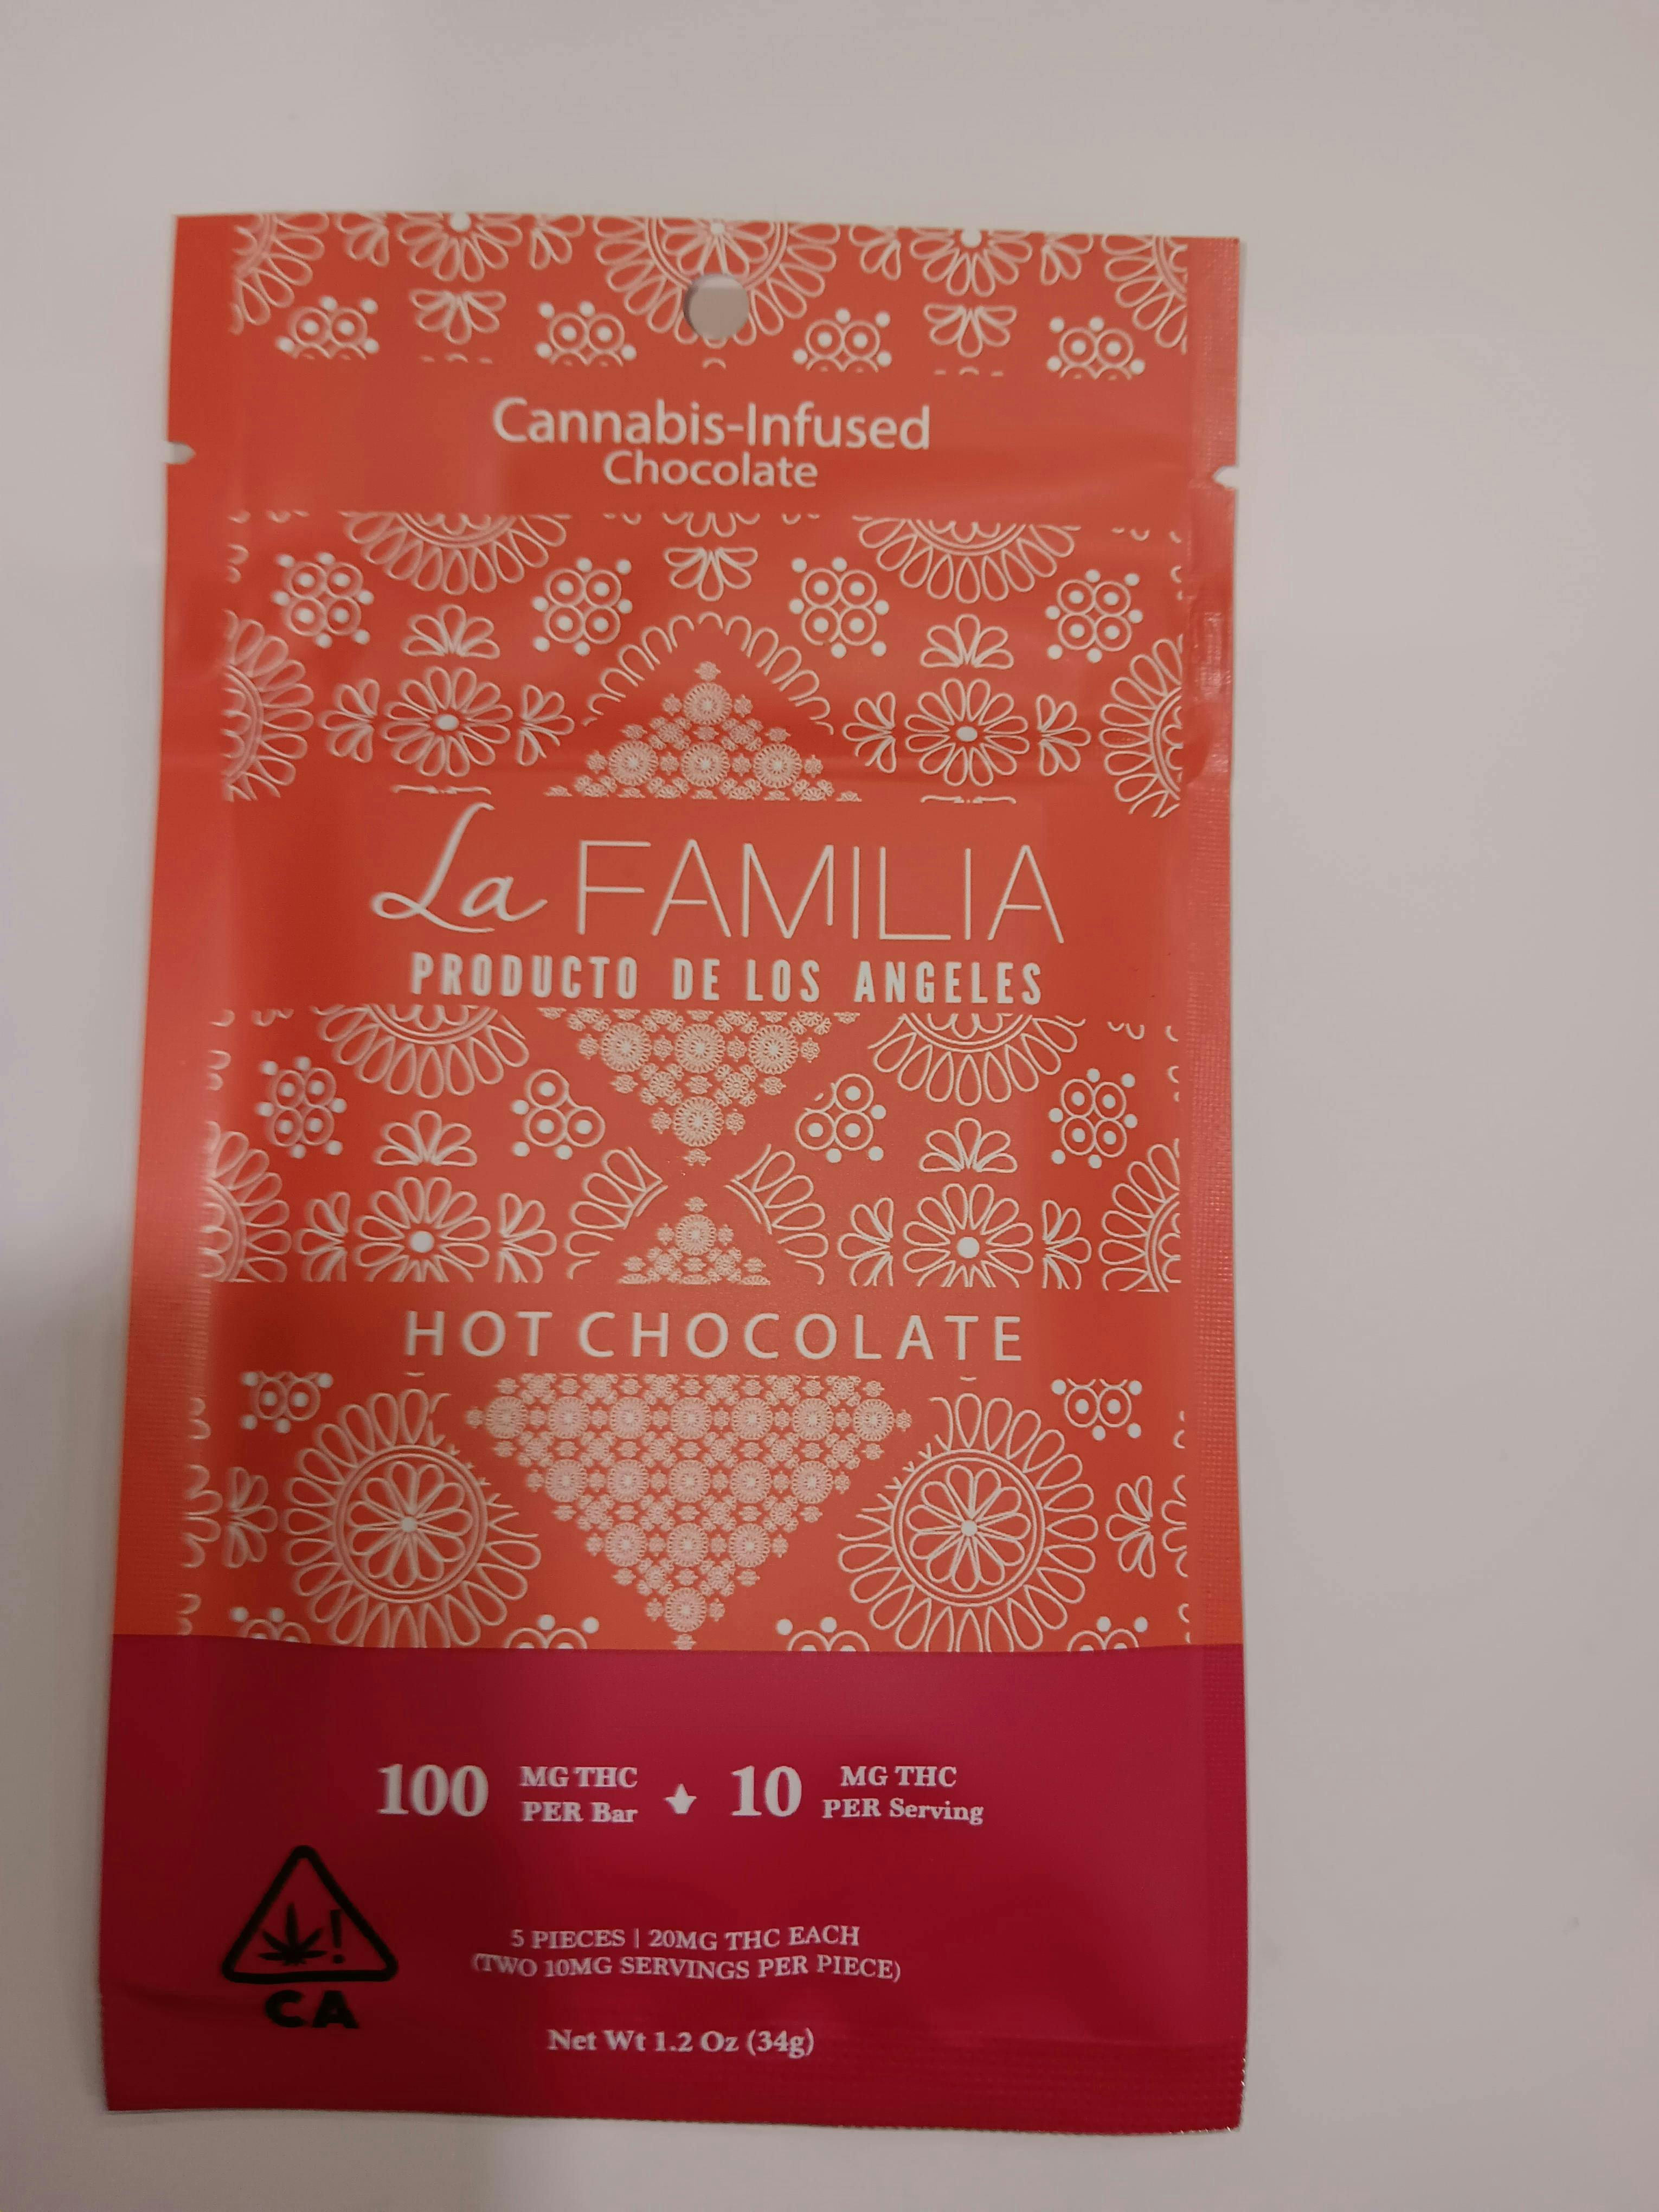 Cannabis-Infused
Chocolate
La FAMILIA
PRODUCTO DE LOS ANGELES
HOT CHOCOLATE
100 MG THC PER Bar 10 MG THC PER Serving
5 PIECES | 20MG THC EACH
(TWO 10MG SERVINGS PER PIECE)
!
CA
Net Wt 1.2 Oz (34g)